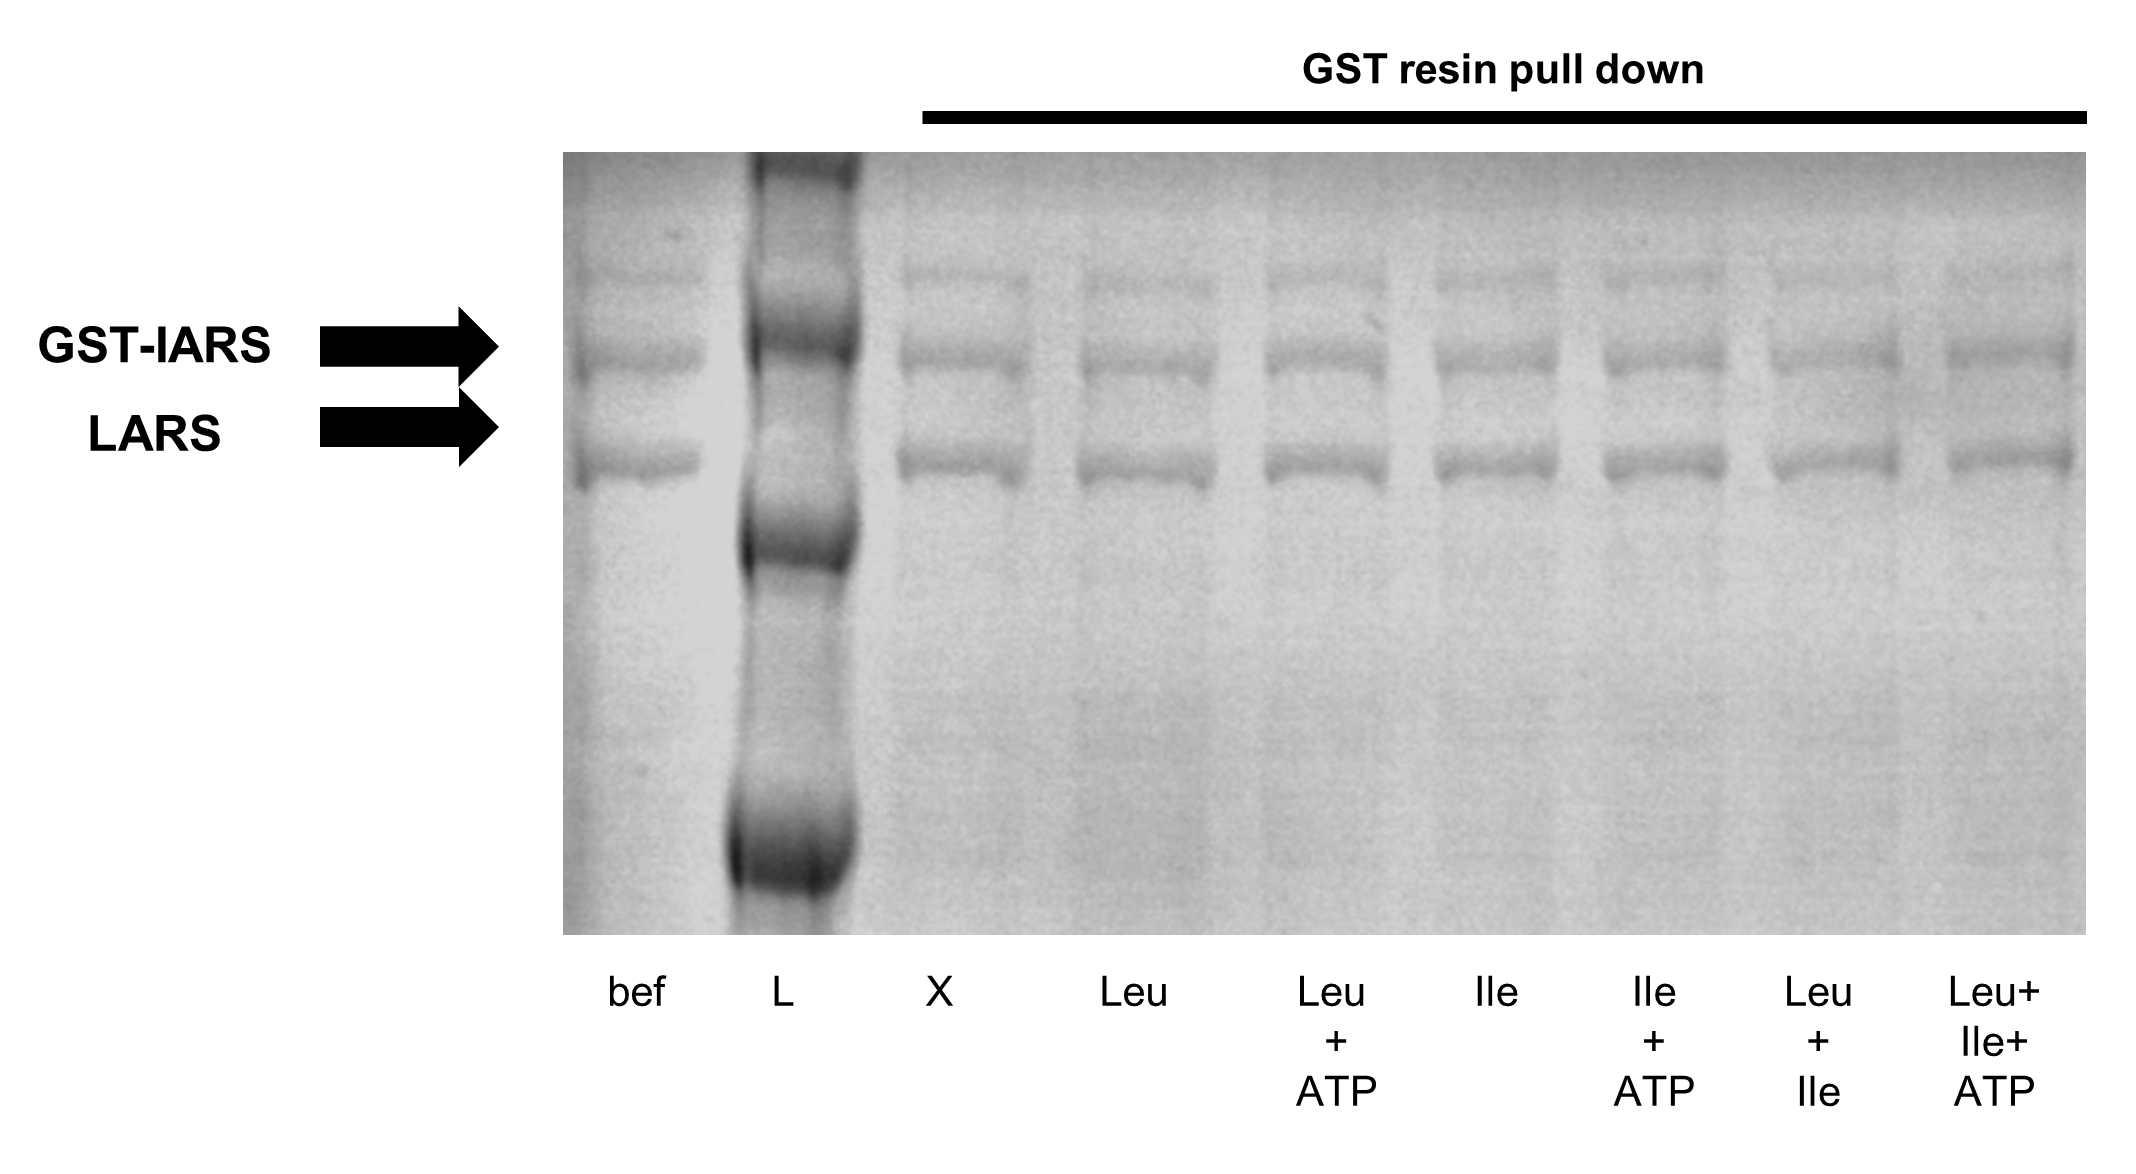 GST resin pull down
GST-IARS
LARS
bef
L
X
Leu
Leu
+
ATP
Ile
Ile
+
ATP
Leu
+
Ile
Leu+
Ile+
ATP